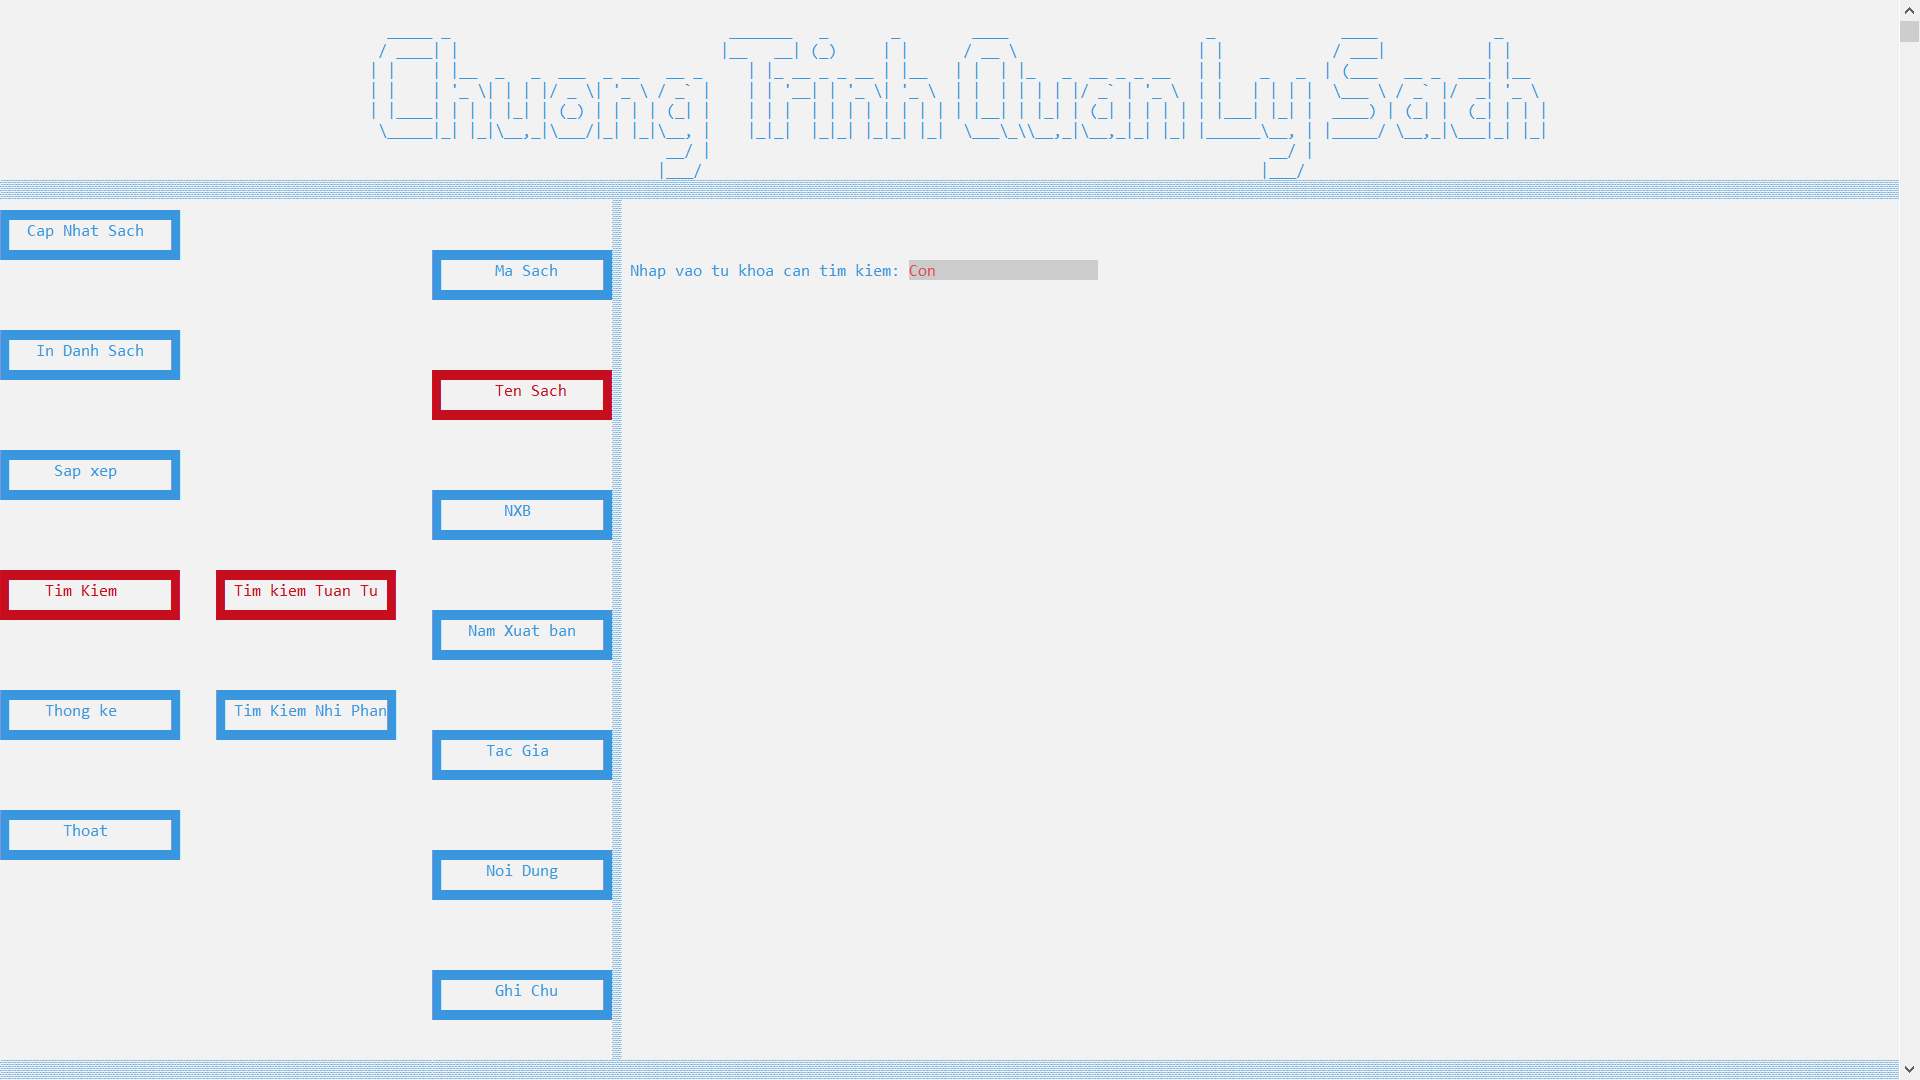 Chuong Trinh Quan Ly Sach
Cap Nhat Sach
Ma Sach
Nhap vao tu khoa can tim kiem: Con
In Danh Sach
Ten Sach
Sap xep
NXB
Tim Kiem
Tim kiem Tuan Tu
Nam Xuat ban
Thong ke
Tim Kiem Nhi Phan
Tac Gia
Thoat
Noi Dung
Ghi Chu